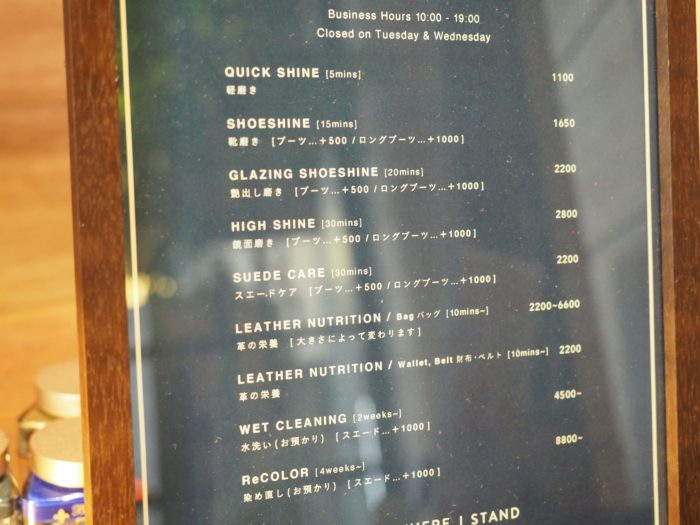 Business Hours 10:00 - 19:00
Closed on Tuesday & Wednesday
QUICK SHINE [5mins] 1100
軽磨き
SHOESHINE [15mins] 1650
靴磨き [ブーツ...+500 / ロングブーツ...+1000]
GLAZING SHOESHINE [20mins] 2200
艶出し磨き [ブーツ...+500 / ロングブーツ...+1000]
HIGH SHINE [30mins] 2800
鏡面磨き [ブーツ...+500 / ロングブーツ...+1000]
SUEDE CARE [30mins] 2200
スエードケア [ブーツ...+500 / ロングブーツ...+1000]
LEATHER NUTRITION / Bag バッグ [10mins~] 2200~6600
革の栄養 [大きさによって変わります]
LEATHER NUTRITION / Wallet, Belt 財布・ベルト [10mins~] 2200
革の栄養
WET CLEANING [2weeks~] 4500~
水洗い(お預かり) [スエード...+1000]
ReCOLOR [4weeks~] 8800~
染め直し(お預かり) [スエード...+1000]
STAND